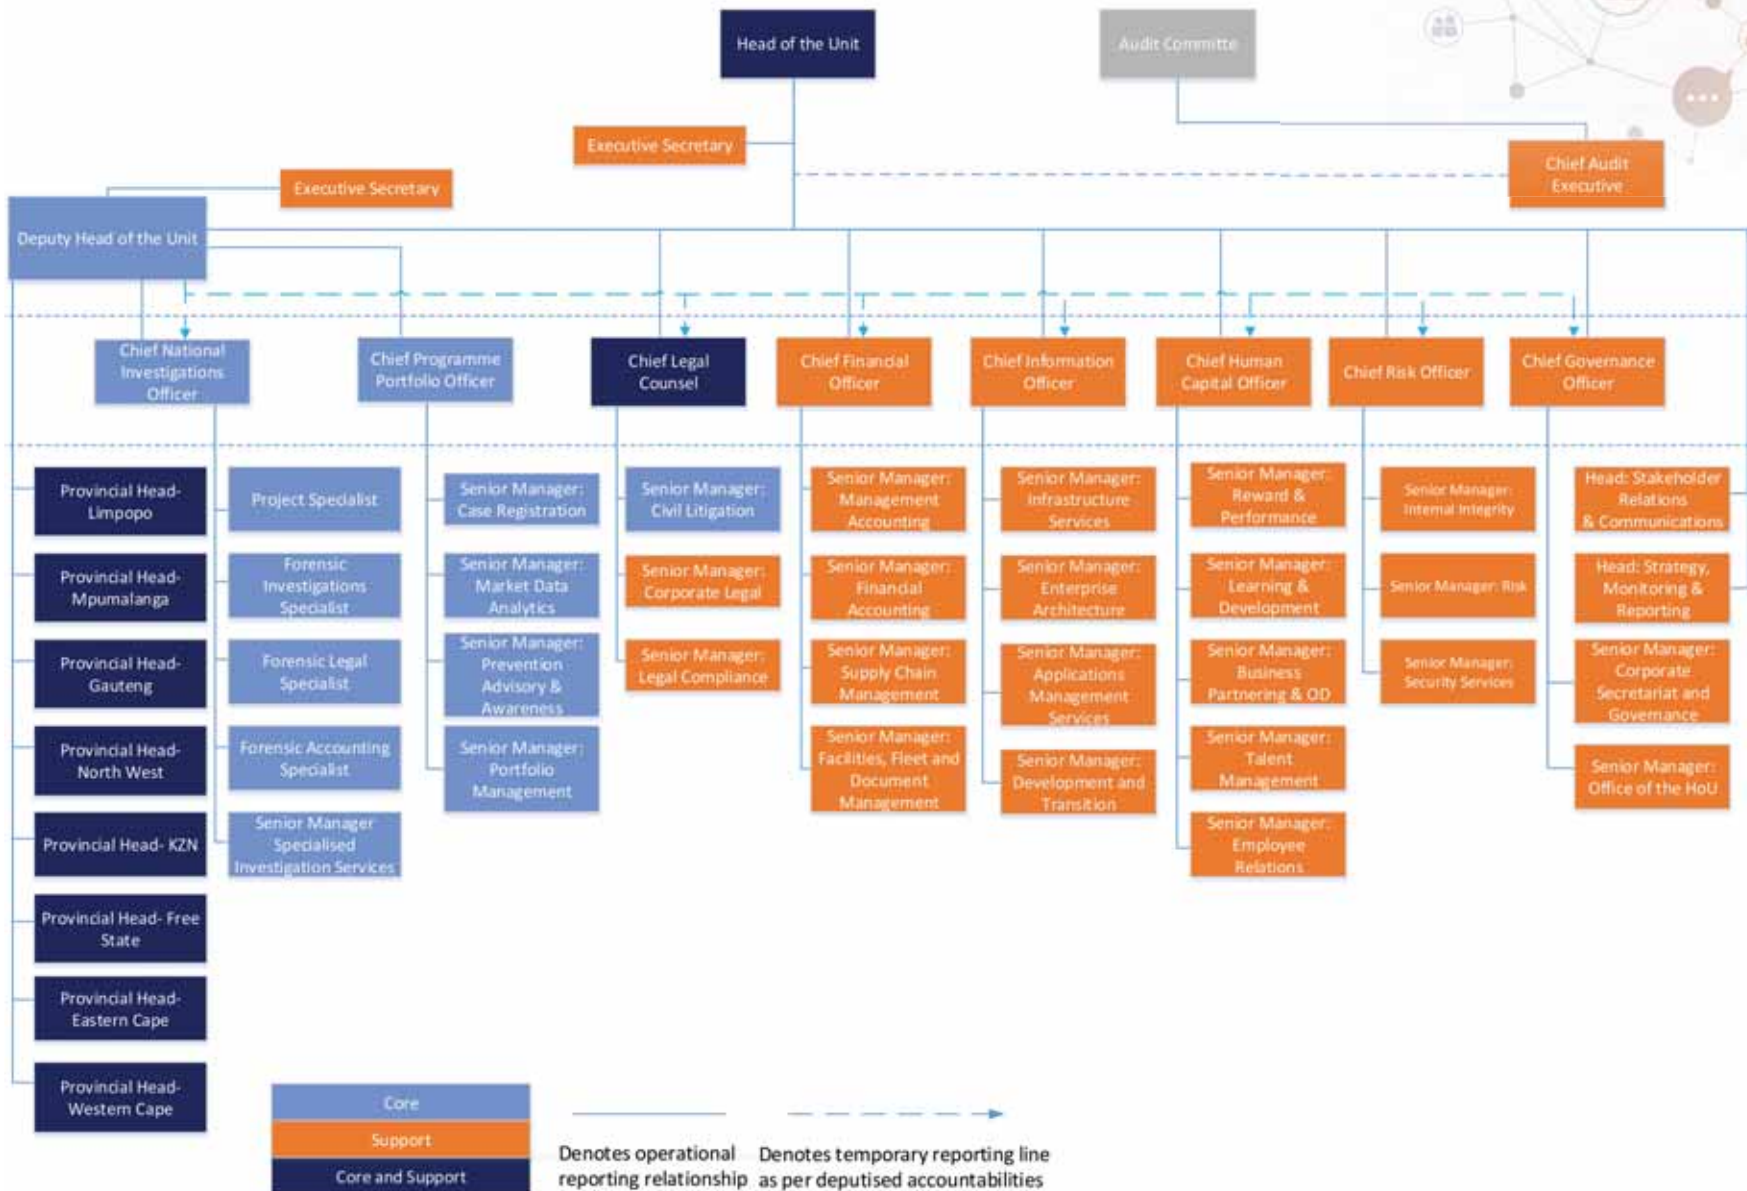 Head of the Unit
Audit Committe
Executive Secretary
Chief Audit
Executive
Executive Secretary
Deputy Head of the Unit
Chief National
Investigations
Officer
Chief Programme
Portfolio Officer
Chief Legal
Counsel
Chief Financial
Officer
Chief Information
Officer
Chief Human
Capital Officer
Chief Risk Officer
Chief Governance
Officer
Provincial Head-
Limpopo
Provincial Head-
Mpumalanga
Provincial Head-
Gauteng
Provincial Head-
North West
Provincial Head- KZN
Provincial Head- Free
State
Provincial Head-
Eastern Cape
Provincial Head-
Western Cape
Project Specialist
Forensic
Investigations
Specialist
Forensic Legal
Specialist
Forensic Accounting
Specialist
Senior Manager
Specialised
Investigation Services
Senior Manager:
Case Registration
Senior Manager:
Market Data
Analytics
Senior Manager:
Prevention
Advisory &
Awareness
Senior Manager:
Portfolio
Management
Senior Manager:
Civil Litigation
Senior Manager:
Corporate Legal
Senior Manager:
Legal Compliance
Senior Manager:
Management
Accounting
Senior Manager:
Financial
Accounting
Senior Manager:
Supply Chain
Management
Senior Manager:
Facilities, Fleet and
Document
Management
Senior Manager:
Infrastructure
Services
Senior Manager:
Enterprise
Architecture
Senior Manager:
Applications
Management
Services
Senior Manager:
Development and
Transition
Senior Manager:
Reward &
Performance
Senior Manager:
Learning &
Development
Senior Manager:
Business
Partnering & OD
Senior Manager:
Talent
Management
Senior Manager:
Employee
Relations
Senior Manager:
Internal Integrity
Senior Manager: Risk
Senior Manager:
Security Services
Head: Stakeholder
Relations
& Communications
Head: Strategy,
Monitoring &
Reporting
Senior Manager:
Corporate
Secretariat and
Governance
Senior Manager:
Office of the HoU
Core
Support
Core and Support
Denotes operational
reporting relationship
Denotes temporary reporting line
as per deputised accountabilities